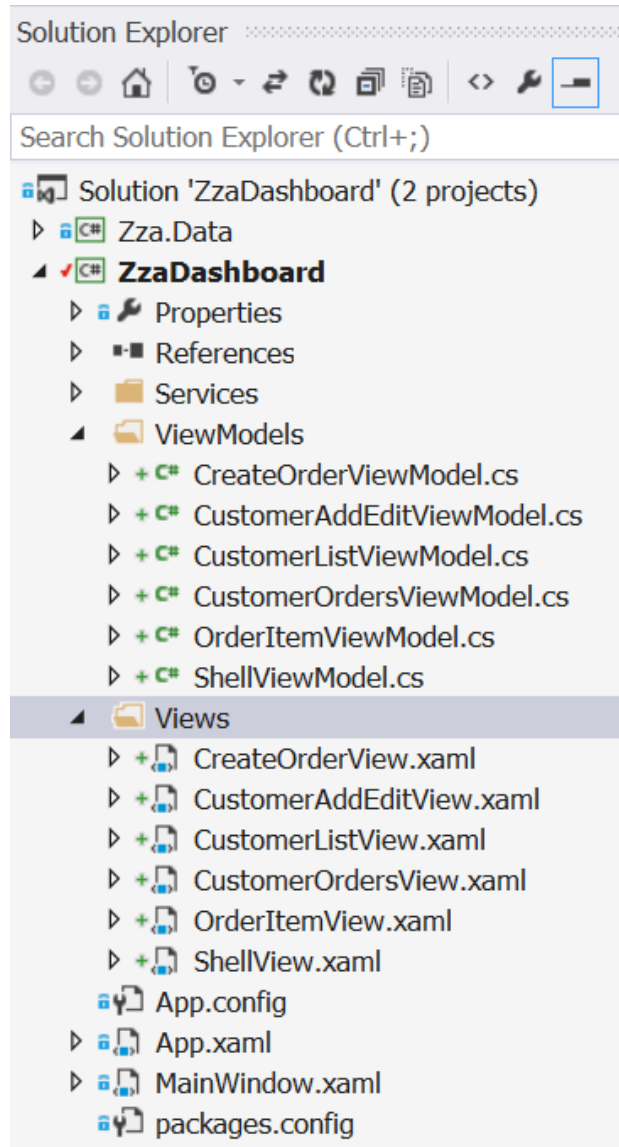 Solution Explorer
Search Solution Explorer (Ctrl+;)
Solution 'ZzaDashboard' (2 projects)
C# Zza.Data
C# ZzaDashboard
Properties
References
Services
ViewModels
C# CreateOrderViewModel.cs
C# CustomerAddEditViewModel.cs
C# CustomerListViewModel.cs
C# CustomerOrdersViewModel.cs
C# OrderItemViewModel.cs
C# ShellViewModel.cs
Views
CreateOrderView.xaml
CustomerAddEditView.xaml
CustomerListView.xaml
CustomerOrdersView.xaml
OrderItemView.xaml
ShellView.xaml
App.config
App.xaml
MainWindow.xaml
packages.config